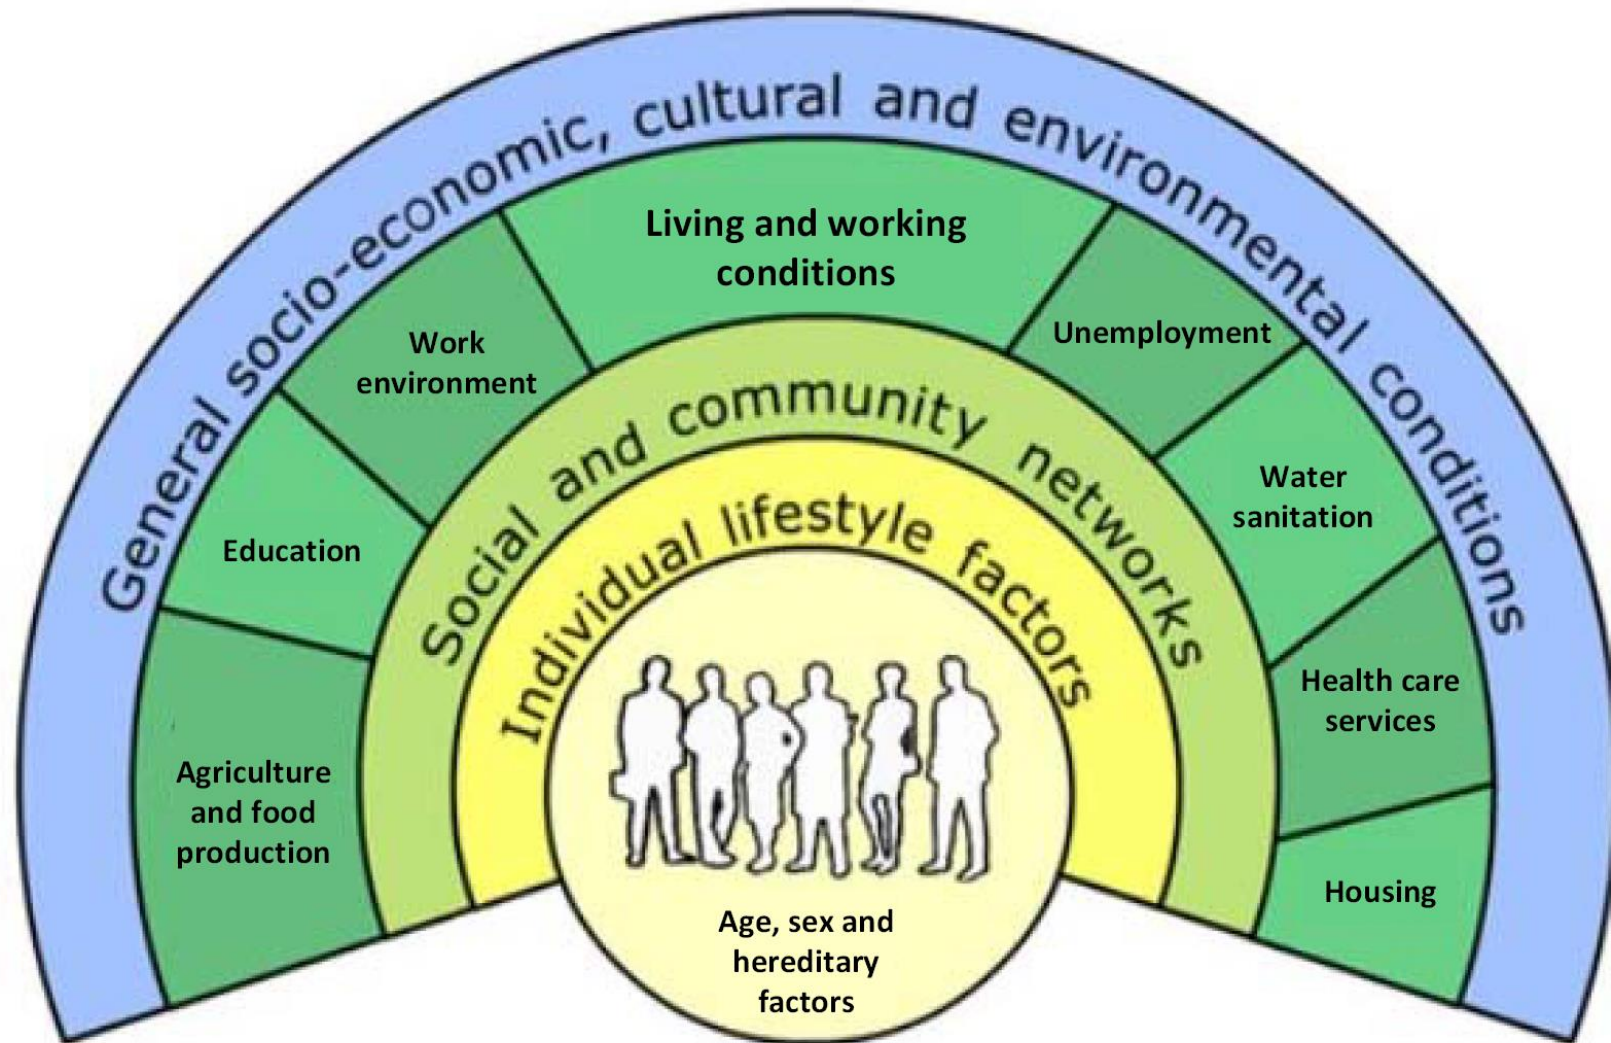 General socio-economic, cultural and environmental conditions
Living and working
conditions
Work
environment
Unemployment
Education
Water
sanitation
Agriculture
and food
production
Health care
services
Housing
Social and community networks
Individual lifestyle factors
Age, sex and
hereditary
factors